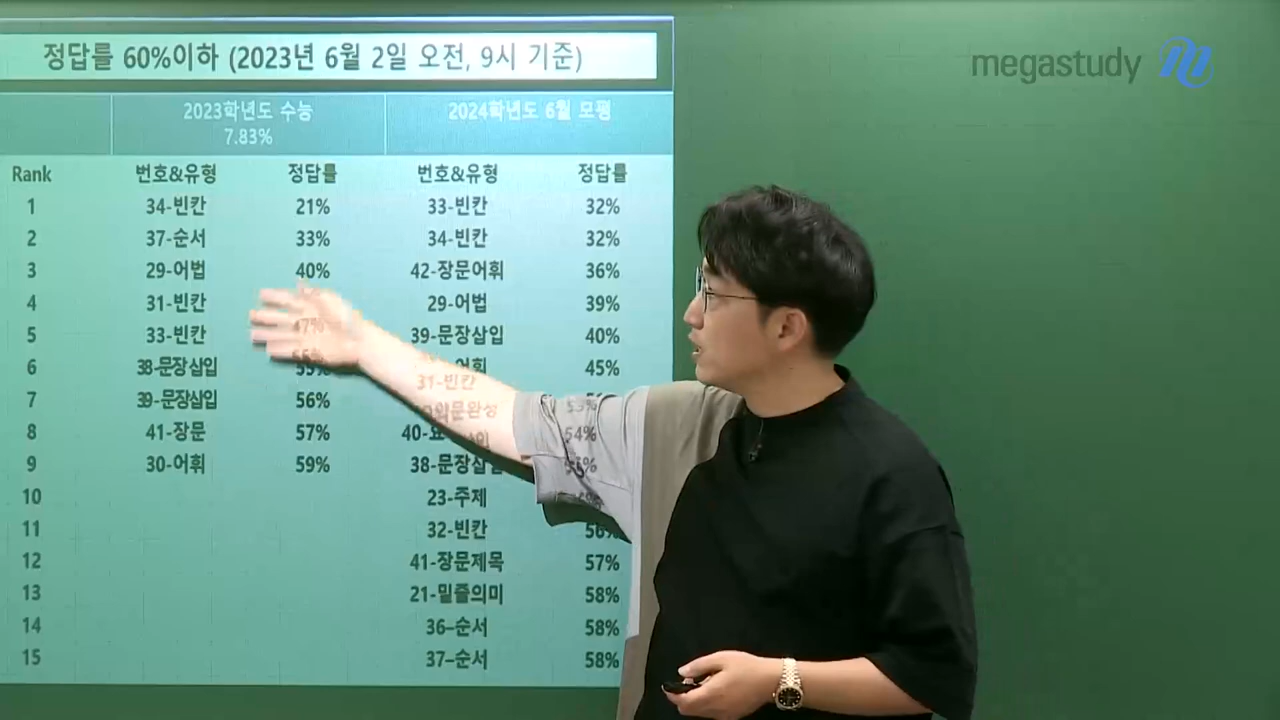 정답률 60%이하 (2023년 6월 2일 오전, 9시 기준)
megastudy
2023학년도 수능 2024학년도 6월 모평
7.83%
Rank 번호&유형 정답률 번호&유형 정답률
1 34-빈칸 21% 33-빈칸 32%
2 37-순서 33% 34-빈칸 32%
3 29-어법 40% 42-장문어휘 36%
4 31-빈칸 29-어법 39%
5 33-빈칸 47% 39-문장삽입 40%
6 38-문장삽입 55% 45%
7 39-문장삽입 56% 31-빈칸 53%
8 41-장문 57% 54%
9 30-어휘 59% 38-문장삽입
10 23-주제
11 32-빈칸 56%
12 41-장문제목 57%
13 21-밑줄의미 58%
14 36–순서 58%
15 37–순서 58%